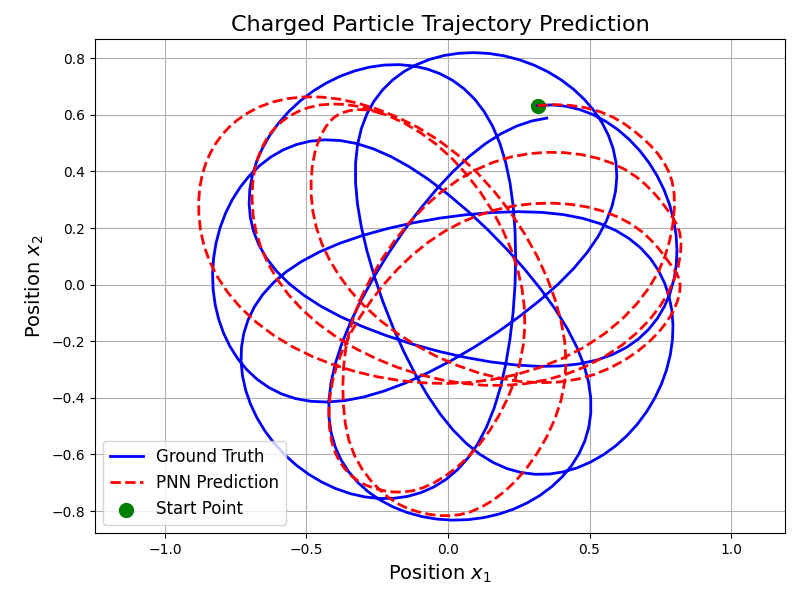 Charged Particle Trajectory Prediction
Position x₂
0.8
0.6
0.4
0.2
0.0
−0.2
−0.4
−0.6
−0.8
Ground Truth
PNN Prediction
Start Point
−1.0 −0.5 0.0 0.5 1.0
Position x₁